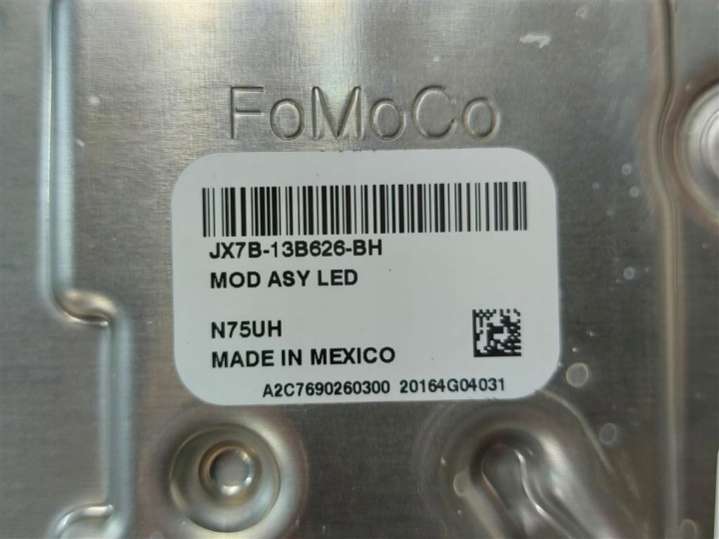 FoMoCo
JX7B-13B626-BH
MOD ASY LED
N75UH
MADE IN MEXICO
A2C7690260300 20164G04031